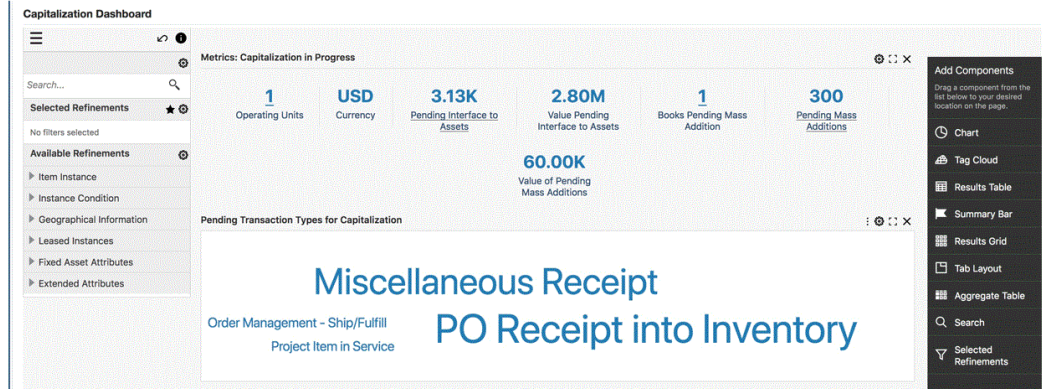 Capitalization Dashboard
Search...
Selected Refinements
No filters selected
Available Refinements
Item Instance
Instance Condition
Geographical Information
Leased Instances
Fixed Asset Attributes
Extended Attributes
Metrics: Capitalization in Progress
1
Operating Units
USD
Currency
3.13K
Pending Interface to
Assets
2.80M
Value Pending
Interface to Assets
1
Books Pending Mass
Addition
300
Pending Mass
Additions
60.00K
Value of Pending
Mass Additions
Pending Transaction Types for Capitalization
Miscellaneous Receipt
Order Management - Ship/Fulfill
PO Receipt into Inventory
Project Item in Service
Add Components
Drag a component from the
list below to your desired
location on the page.
Chart
Tag Cloud
Results Table
Summary Bar
Results Grid
Tab Layout
Aggregate Table
Search
Selected
Refinements